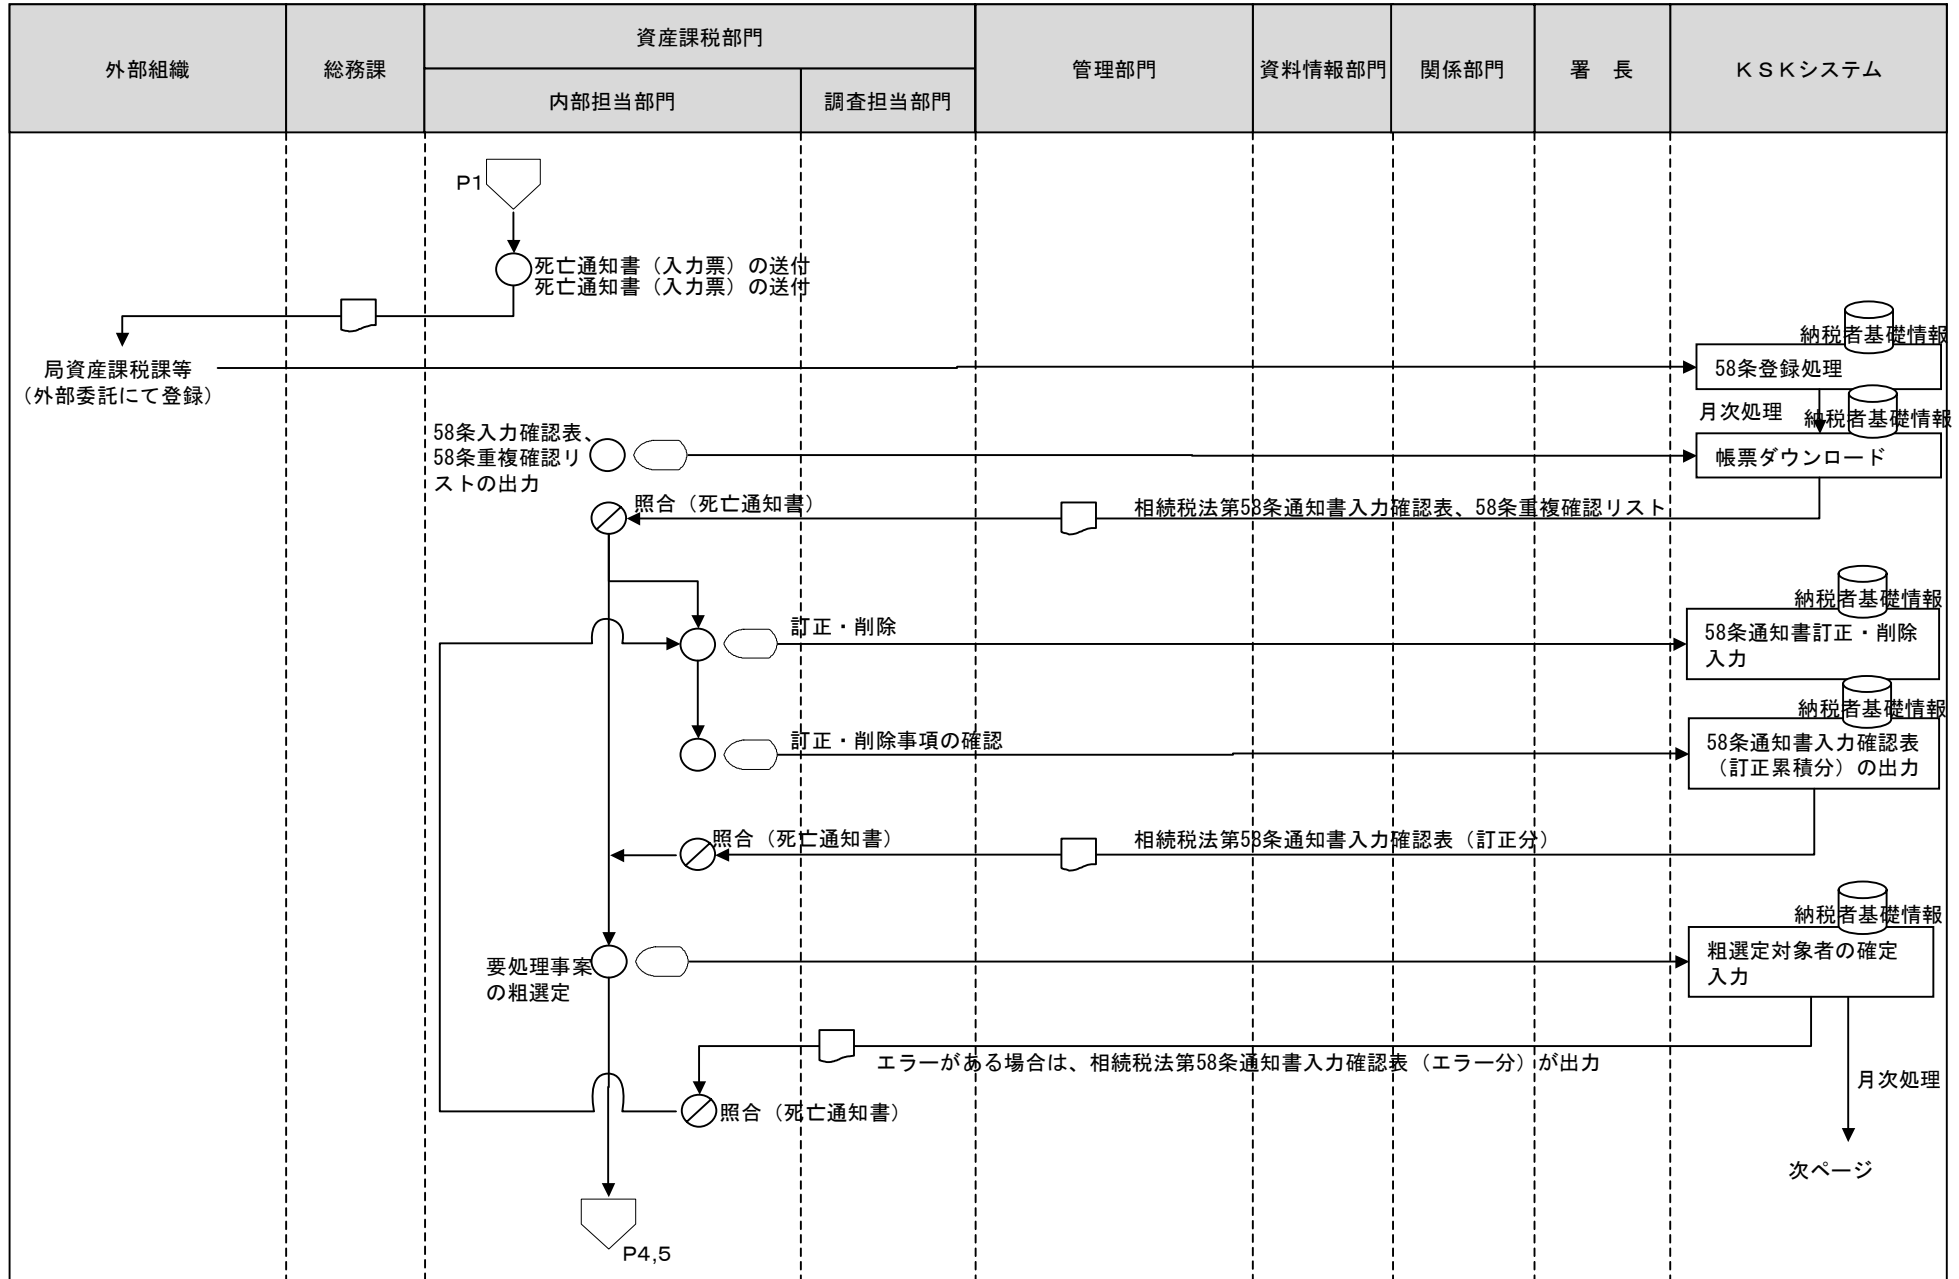 外部組織
総務課
資産課税部門
内部担当部門
調査担当部門
管理部門
資料情報部門
関係部門
署　長
ＫＳＫシステム
P1
死亡通知書（入力票）の送付
死亡通知書（入力票）の送付
局資産課税課等
（外部委託にて登録）
納税者基礎情報
58条登録処理
月次処理
納税者基礎情報
58条入力確認表、
58条重複確認リ
ストの出力
帳票ダウンロード
照合（死亡通知書）
相続税法第58条通知書入力確認表、58条重複確認リスト
納税者基礎情報
訂正・削除
58条通知書訂正・削除
入力
納税者基礎情報
訂正・削除事項の確認
58条通知書入力確認表
（訂正累積分）の出力
照合（死亡通知書）
相続税法第58条通知書入力確認表（訂正分）
納税者基礎情報
要処理事案
の粗選定
粗選定対象者の確定
入力
エラーがある場合は、相続税法第58条通知書入力確認表（エラー分）が出力
月次処理
照合（死亡通知書）
次ページ
P4,5